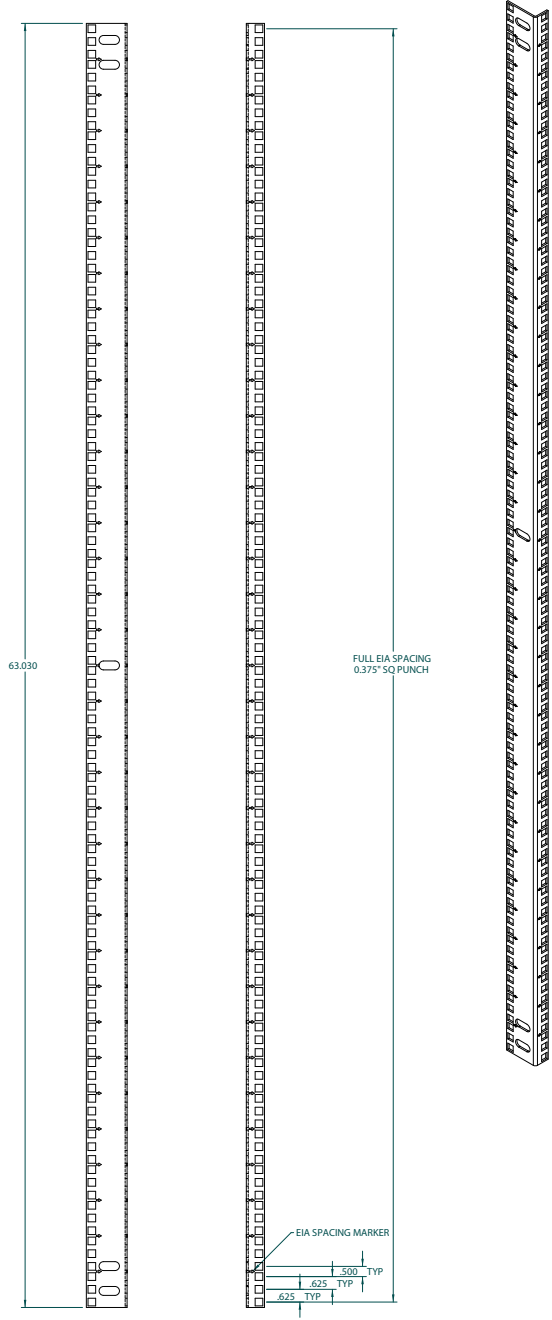 63.030
FULL EIA SPACING
0.375" SQ PUNCH
EIA SPACING MARKER
.500 TYP
.625 TYP
.625 TYP